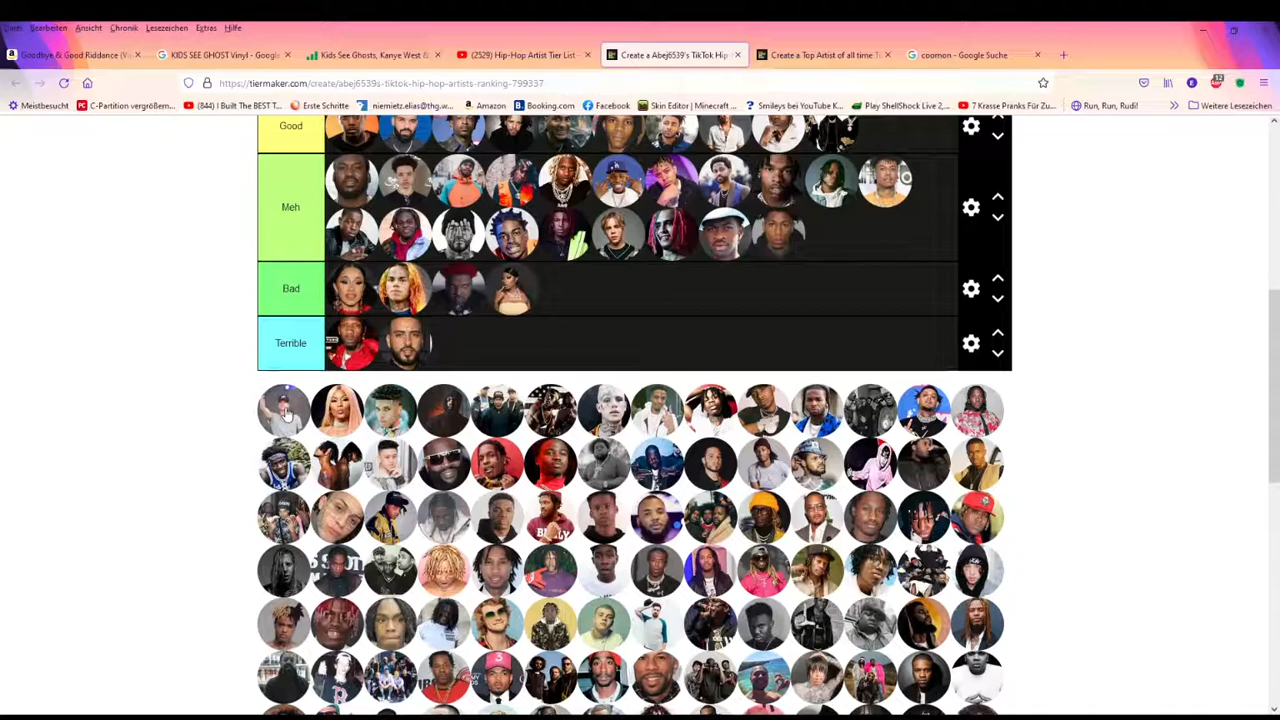 Datei Bearbeiten Ansicht Chronik Lesezeichen Extras Hilfe
Goodbye & Good Riddance (V
KIDS SEE GHOST Vinyl - Google
Kids See Ghosts, Kanye West &
(2529) Hip-Hop Artist Tier List -
Create a Abej6539's TikTok Hip
Create a Top Artist of all time T
coomon - Google Suche
https://tiermaker.com/create/abej6539s-tiktok-hip-hop-artists-ranking-799337
12
Meistbesucht
C-Partition vergrößern...
(844) I Built The BEST T...
Erste Schritte
niemietz.elias@thg.w...
Amazon
Booking.com
Facebook
Skin Editor | Minecraft ...
Smileys bei YouTube K...
Play ShellShock Live 2,...
7 Krasse Pranks Für Zu...
Run, Run, Rudi!
Weitere Lesezeichen
Good
Meh
Bad
Terrible